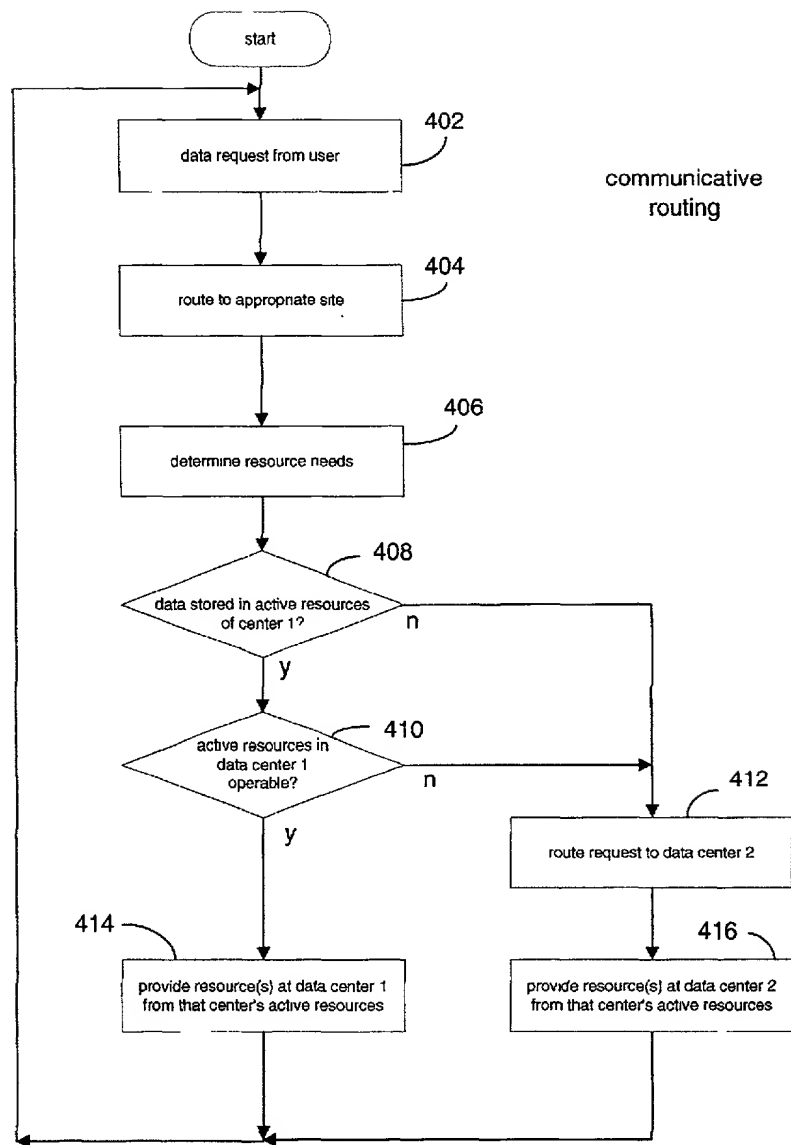 start
402
data request from user
communicative
routing
404
route to appropriate site
406
determine resource needs
408
data stored in active resources
of center 1?
n
y
410
active resources in
data center 1
operable?
n
y
412
route request to data center 2
414
416
provide resource(s) at data center 1
from that center's active resources
provide resource(s) at data center 2
from that center's active resources